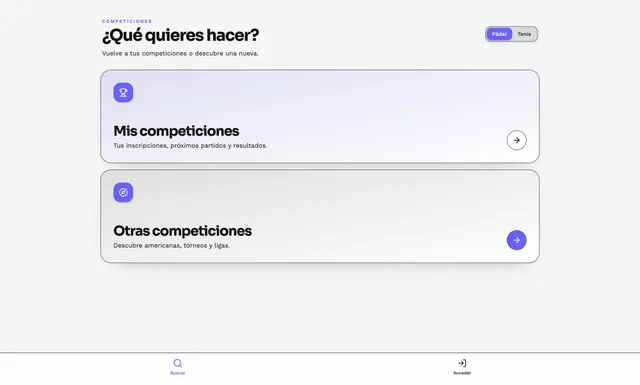 COMPETICIONES
¿Qué quieres hacer?
Vuelve a tus competiciones o descubre una nueva.
Pádel
Tenis
Mis competiciones
Tus inscripciones, próximos partidos y resultados.
Otras competiciones
Descubre americanas, torneos y ligas.
Buscar
Acceder